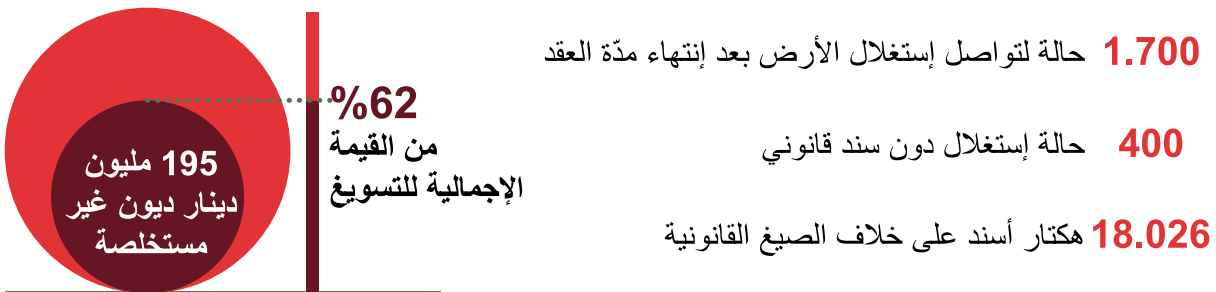 1.700 حالة لتواصل إستغلال الأرض بعد إنتهاء مدّة العقد
400 حالة إستغلال دون سند قانوني
18.026 هكتار أسند على خلاف الصيغ القانونية
%62
من القيمة
الإجمالية للتسويغ
195 مليون
دينار ديون غير
مستخلصة